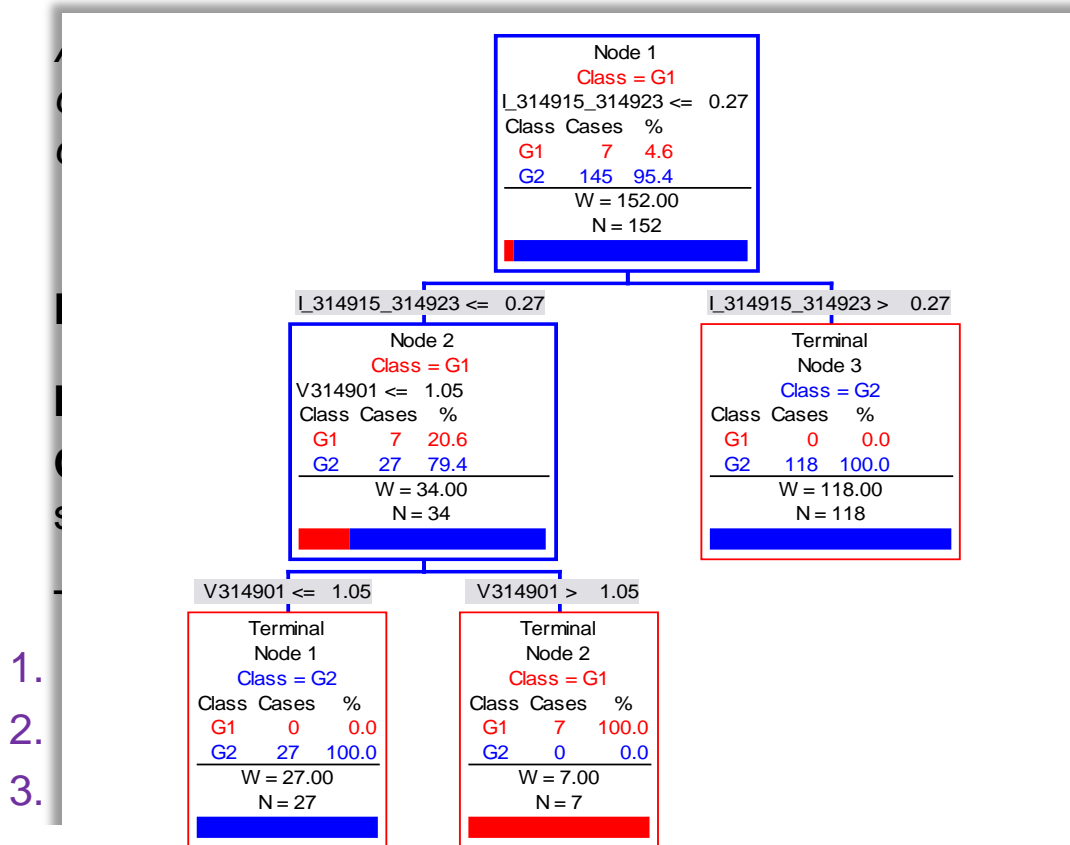 Node 1
Class = G1
I_314915_314923 <= 0.27
Class Cases %
G1 7 4.6
G2 145 95.4
W = 152.00
N = 152
I_314915_314923 <= 0.27
I_314915_314923 > 0.27
Node 2
Class = G1
V314901 <= 1.05
Class Cases %
G1 7 20.6
G2 27 79.4
W = 34.00
N = 34
Terminal
Node 3
Class = G2
Class Cases %
G1 0 0.0
G2 118 100.0
W = 118.00
N = 118
V314901 <= 1.05
V314901 > 1.05
Terminal
Node 1
Class = G2
Class Cases %
G1 0 0.0
G2 27 100.0
W = 27.00
N = 27
Terminal
Node 2
Class = G1
Class Cases %
G1 7 100.0
G2 0 0.0
W = 7.00
N = 7
1.
2.
3.